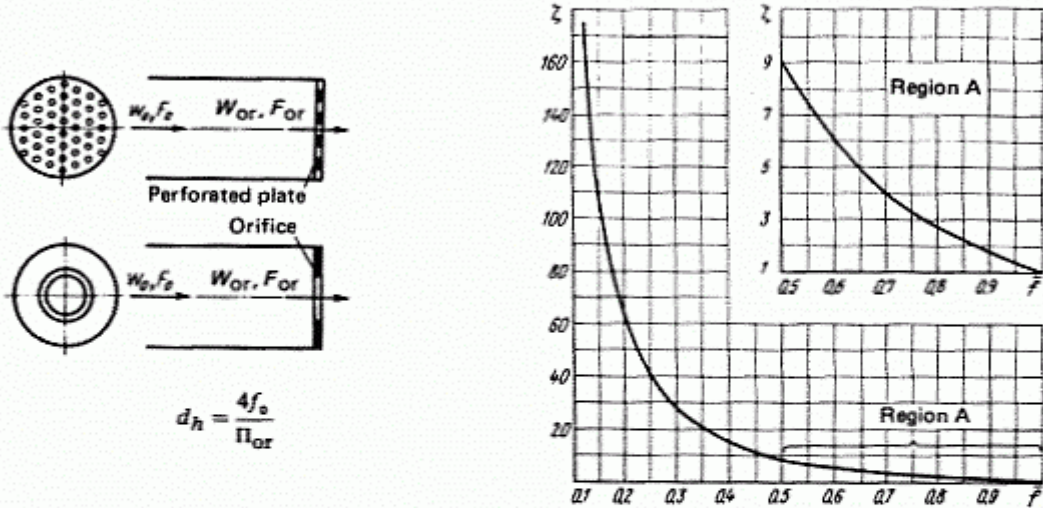 w₀, F₀
W_or, F_or
Perforated plate
Orifice
w₀, F₀
W_or, F_or
d_h = 4f₀ / Π_or
ζ
160
140
120
100
80
60
40
20
Region A
0.1 0.2 0.3 0.4 0.5 0.6 0.7 0.8 0.9 f̄
ζ
9
7
5
3
1
Region A
0.5 0.6 0.7 0.8 0.9 f̄